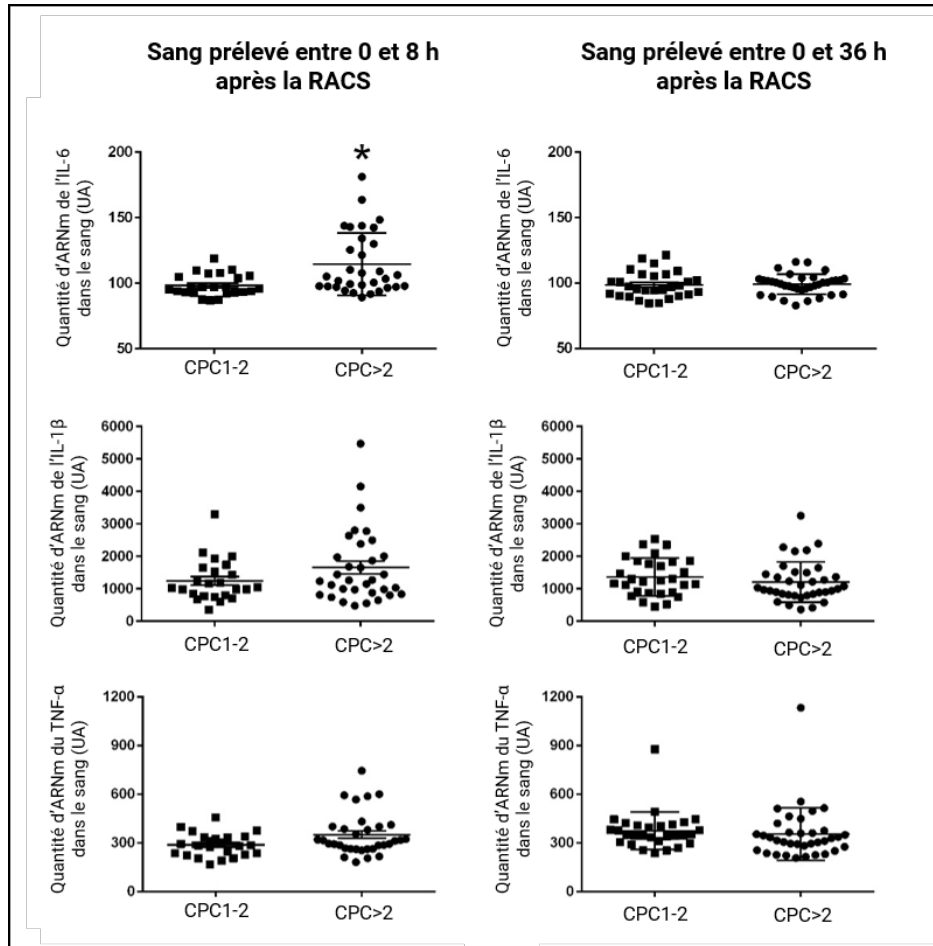 Sang prélevé entre 0 et 8 h
après la RACS
Sang prélevé entre 0 et 36 h
après la RACS
Quantité d'ARNm de l'IL-6
dans le sang (UA)
200
150
100
50
*
CPC1-2
CPC>2
Quantité d'ARNm de l'IL-6
dans le sang (UA)
200
150
100
50
CPC1-2
CPC>2
Quantité d'ARNm de l'IL-1β
dans le sang (UA)
6000
5000
4000
3000
2000
1000
0
CPC1-2
CPC>2
Quantité d'ARNm de l'IL-1β
dans le sang (UA)
6000
5000
4000
3000
2000
1000
0
CPC1-2
CPC>2
Quantité d'ARNm du TNF-α
dans le sang (UA)
1200
900
600
300
0
CPC1-2
CPC>2
Quantité d'ARNm du TNF-α
dans le sang (UA)
1200
900
600
300
0
CPC1-2
CPC>2